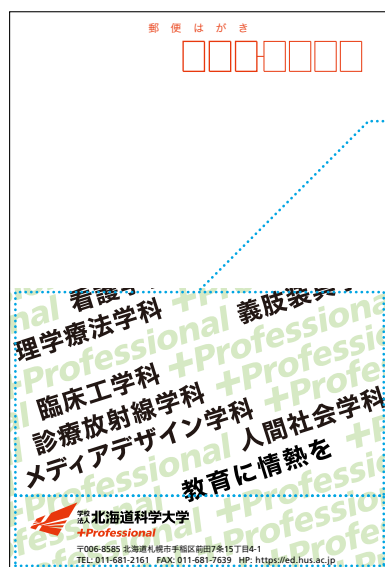 郵便はがき
看護学
義肢装具学
+Professional
理学療法学科
+Professional
+Professional
臨床工学科
診療放射線学科
+Professional
メディアデザイン学科
人間社会学科
教育に情熱を
+Professional
学校法人北海道科学大学
+Professional
〒006-8585 北海道札幌市手稲区前田7条15丁目4-1
TEL: 011-681-2161 FAX: 011-681-7639 HP: https://ed.hus.ac.jp